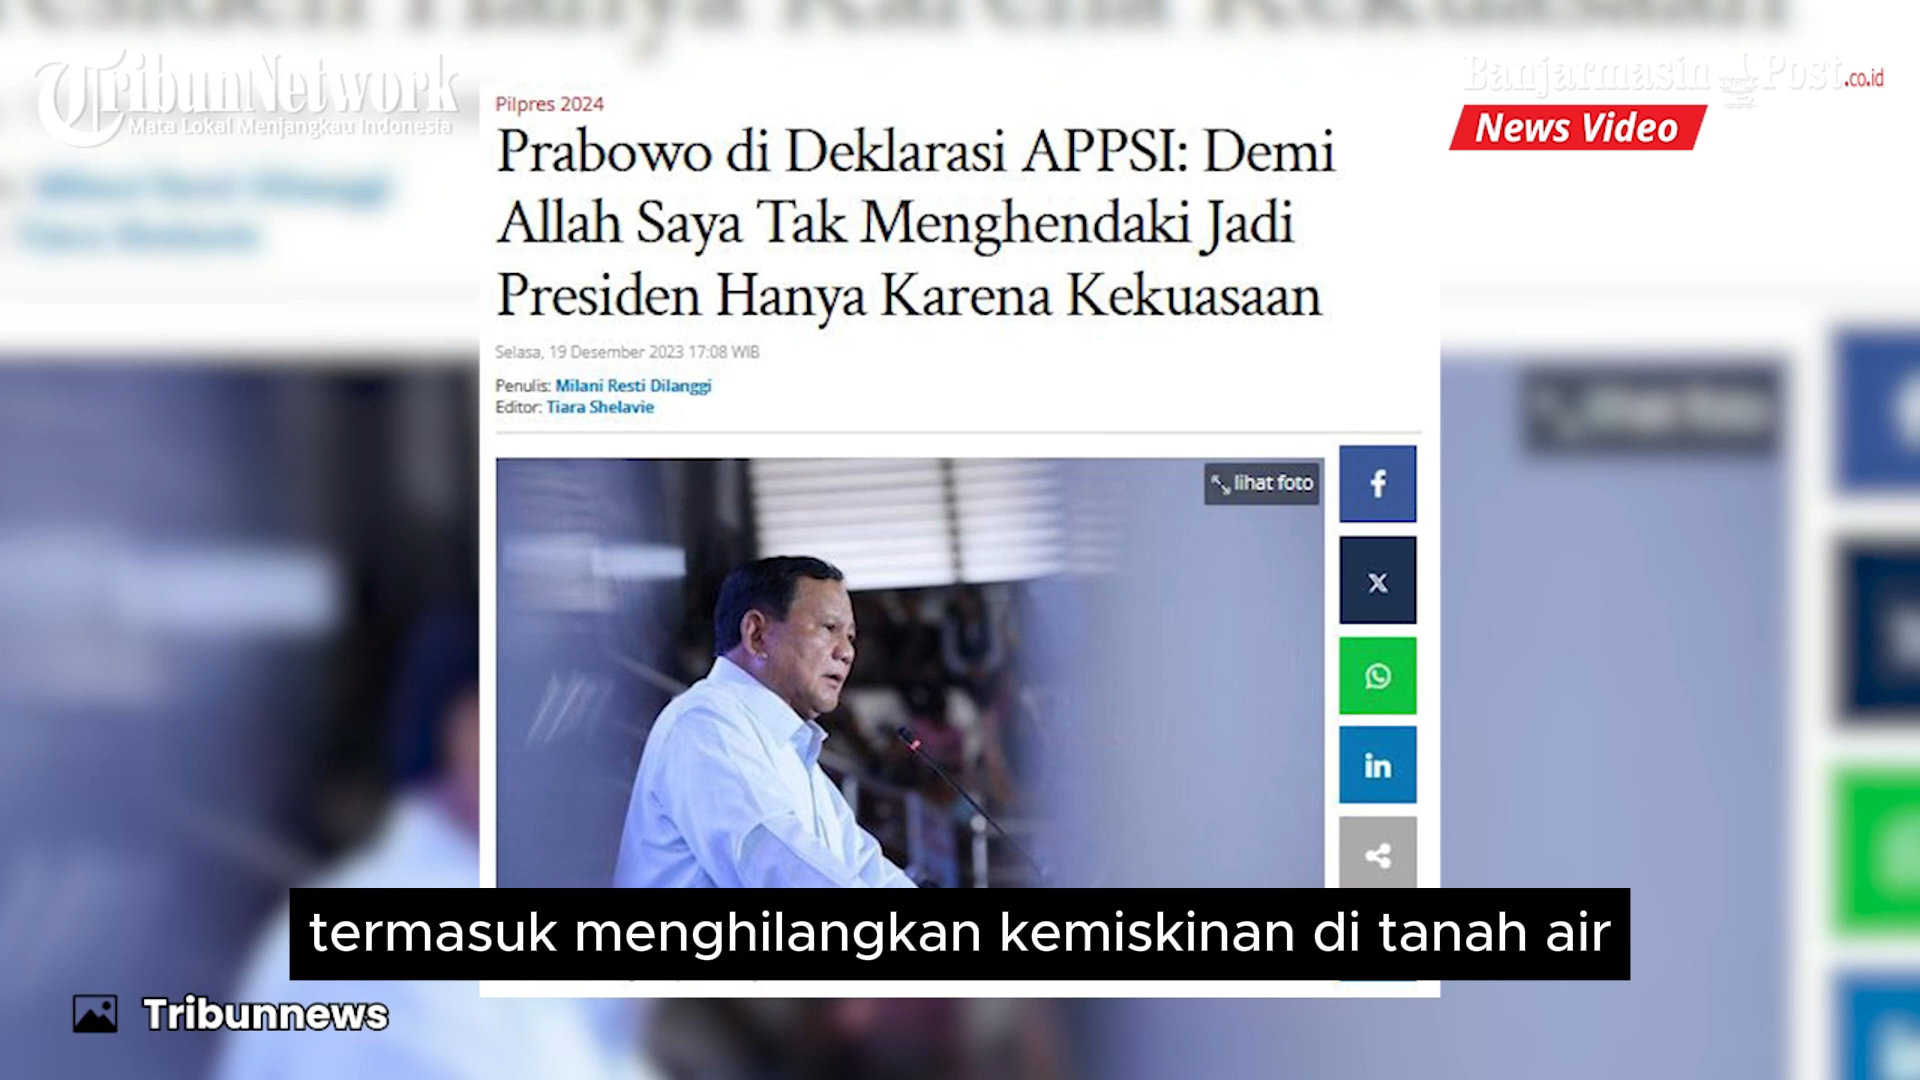 TribunNetwork
Mata Lokal Menjangkau Indonesia
Banjarmasin Post.co.id
News Video
Pilpres 2024
Prabowo di Deklarasi APPSI: Demi
Allah Saya Tak Menghendaki Jadi
Presiden Hanya Karena Kekuasaan
Selasa, 19 Desember 2023 17:08 WIB
Penulis: Milani Resti Dilanggi
Editor: Tiara Shelavie
lihat foto
termasuk menghilangkan kemiskinan di tanah air
Tribunnews